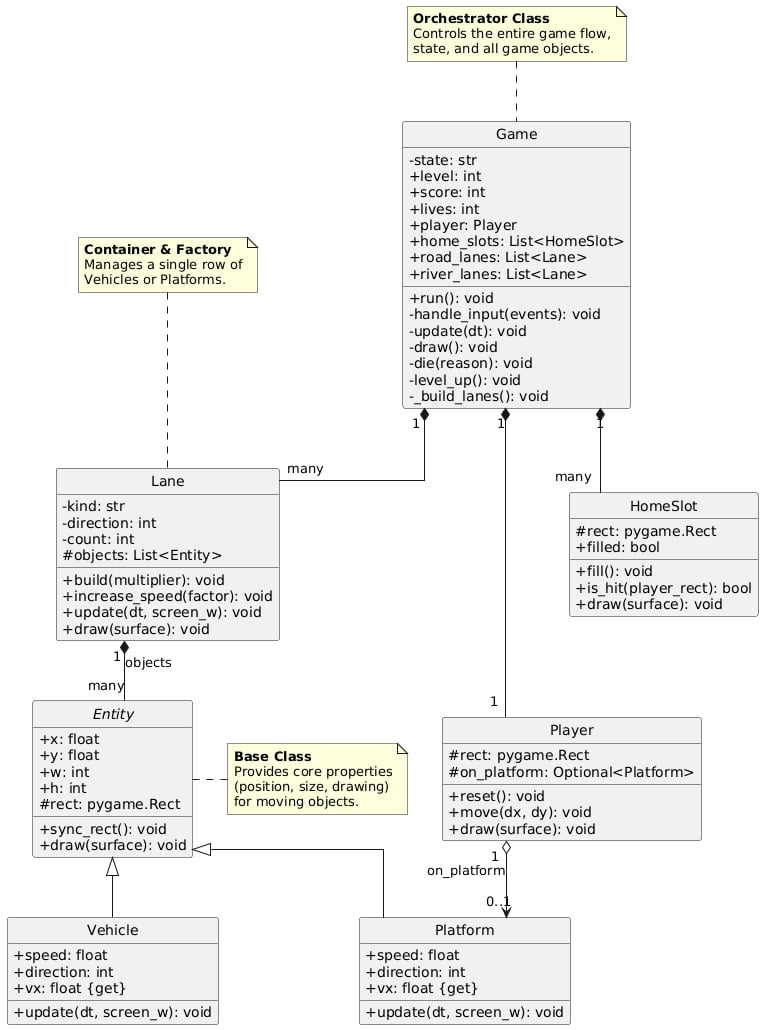 Orchestrator Class
Controls the entire game flow,
state, and all game objects.
Game
-state: str
+level: int
+score: int
+lives: int
+player: Player
+home_slots: List<HomeSlot>
+road_lanes: List<Lane>
+river_lanes: List<Lane>
+run(): void
-handle_input(events): void
-update(dt): void
-draw(): void
-die(reason): void
-level_up(): void
-_build_lanes(): void
Container & Factory
Manages a single row of
Vehicles or Platforms.
1
1
1
many
many
Lane
-kind: str
-direction: int
-count: int
#objects: List<Entity>
+build(multiplier): void
+increase_speed(factor): void
+update(dt, screen_w): void
+draw(surface): void
HomeSlot
#rect: pygame.Rect
+filled: bool
+fill(): void
+is_hit(player_rect): bool
+draw(surface): void
1
objects
many
1
Entity
+x: float
+y: float
+w: int
+h: int
#rect: pygame.Rect
+sync_rect(): void
+draw(surface): void
Base Class
Provides core properties
(position, size, drawing)
for moving objects.
Player
#rect: pygame.Rect
#on_platform: Optional<Platform>
+reset(): void
+move(dx, dy): void
+draw(surface): void
1
on_platform
0..1
Vehicle
+speed: float
+direction: int
+vx: float {get}
+update(dt, screen_w): void
Platform
+speed: float
+direction: int
+vx: float {get}
+update(dt, screen_w): void